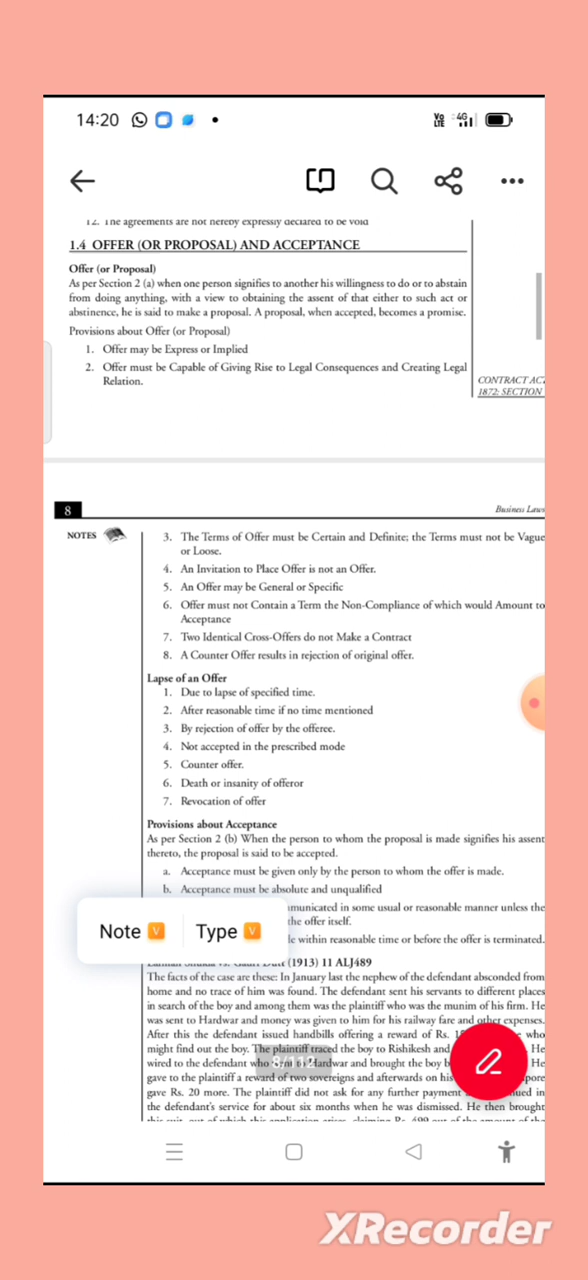 14:20
Vo LTE 4G
12. The agreements are not hereby expressly declared to be void
1.4 OFFER (OR PROPOSAL) AND ACCEPTANCE
Offer (or Proposal)
As per Section 2 (a) when one person signifies to another his willingness to do or to abstain
from doing anything, with a view to obtaining the assent of that either to such act or
abstinence, he is said to make a proposal. A proposal, when accepted, becomes a promise.
Provisions about Offer (or Proposal)
1. Offer may be Express or Implied
2. Offer must be Capable of Giving Rise to Legal Consequences and Creating Legal
Relation.
CONTRACT AC
1872: SECTION
8
Business Laws
NOTES
3. The Terms of Offer must be Certain and Definite; the Terms must not be Vague
or Loose.
4. An Invitation to Place Offer is not an Offer.
5. An Offer may be General or Specific
6. Offer must not Contain a Term the Non-Compliance of which would Amount to
Acceptance
7. Two Identical Cross-Offers do not Make a Contract
8. A Counter Offer results in rejection of original offer.
Lapse of an Offer
1. Due to lapse of specified time.
2. After reasonable time if no time mentioned
3. By rejection of offer by the offeree.
4. Not accepted in the prescribed mode
5. Counter offer.
6. Death or insanity of offeror
7. Revocation of offer
Provisions about Acceptance
As per Section 2 (b) When the person to whom the proposal is made signifies his assent
thereto, the proposal is said to be accepted.
a. Acceptance must be given only by the person to whom the offer is made.
b. Acceptance must be absolute and unqualified
municated in some usual or reasonable manner unless the
the offer itself.
Note V Type V
le within reasonable time or before the offer is terminated.
(1913) 11 ALJ489
The facts of the case are these: In January last the nephew of the defendant absconded from
home and no trace of him was found. The defendant sent his servants to different places
in search of the boy and among them was the plaintiff who was the munim of his firm. He
was sent to Hardwar and money was given to him for his railway fare and other expenses.
After this the defendant issued handbills offering a reward of Rs. who
might find out the boy. The plaintiff traced the boy to Rishikesh and He
wired to the defendant who Hardwar and brought the boy He
8/112
gave to the plaintiff a reward of two sovereigns and afterwards on his pore
gave Rs. 20 more. The plaintiff did not ask for any further payment nued in
the defendant's service for about six months when he was dismissed. He then brought
XRecorder